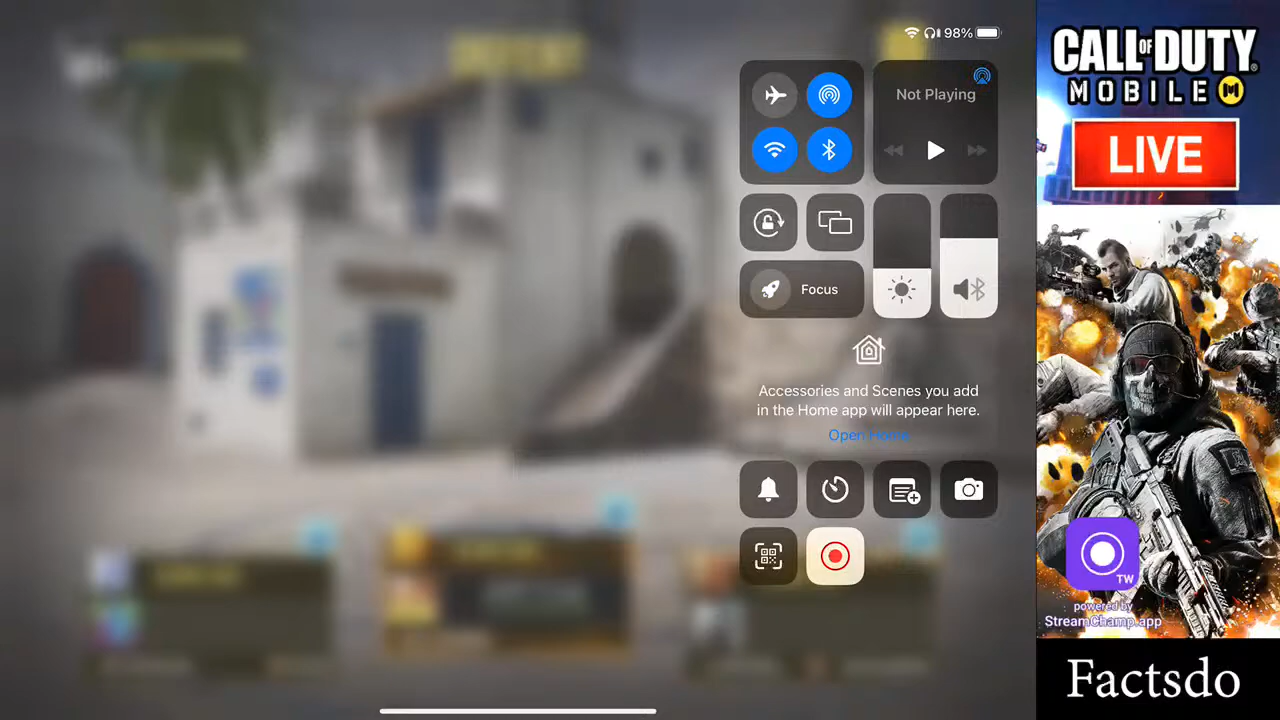 98%
Not Playing
Focus
Accessories and Scenes you add
in the Home app will appear here.
Open Home
CALL OF DUTY
MOBILE
LIVE
TW
powered by
StreamChamp.app
Factsdo